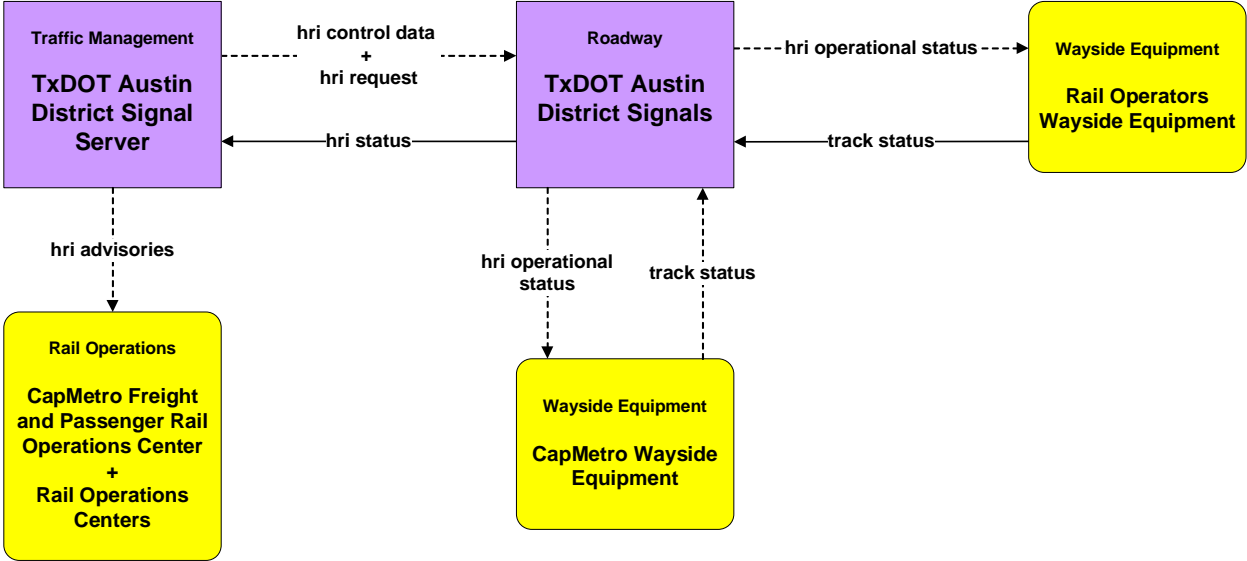 Traffic Management
TxDOT Austin
District Signal
Server
hri control data
+
hri request
hri status
Roadway
TxDOT Austin
District Signals
hri operational status
track status
Wayside Equipment
Rail Operators
Wayside Equipment
hri advisories
hri operational
status
track status
Rail Operations
CapMetro Freight
and Passenger Rail
Operations Center
+
Rail Operations
Centers
Wayside Equipment
CapMetro Wayside
Equipment